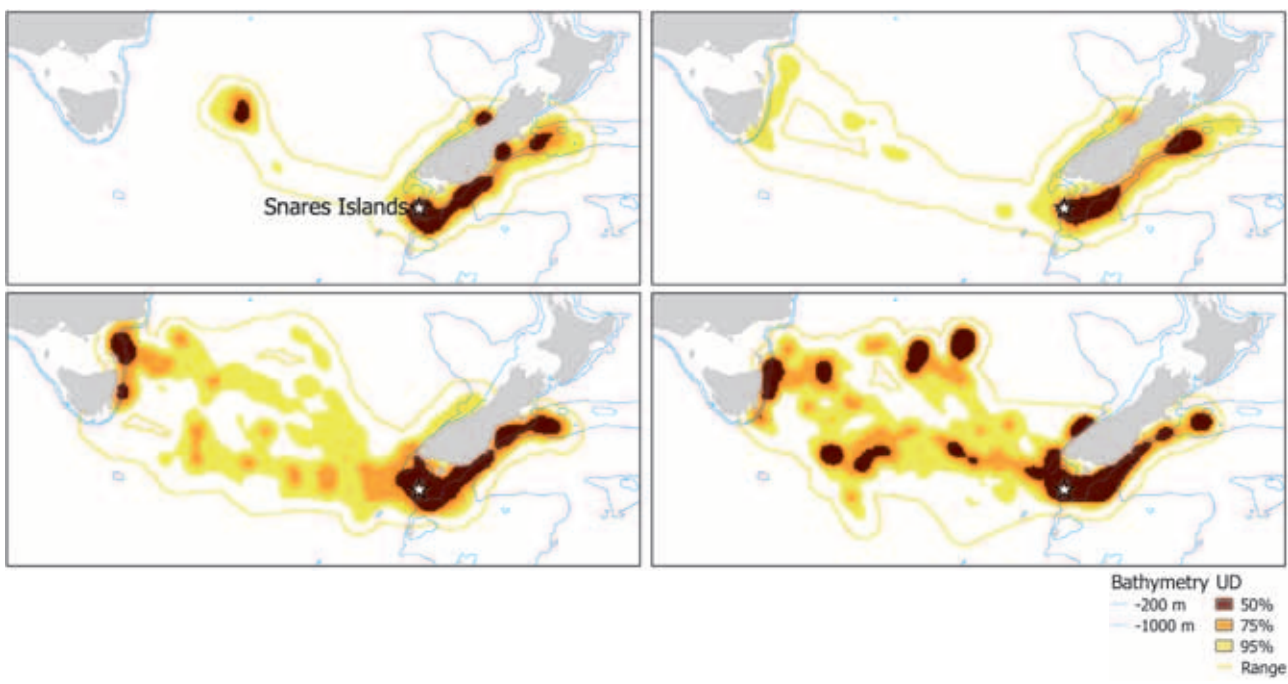 Snares Islands
Bathymetry UD
-200 m 50%
-1000 m 75%
95%
Range